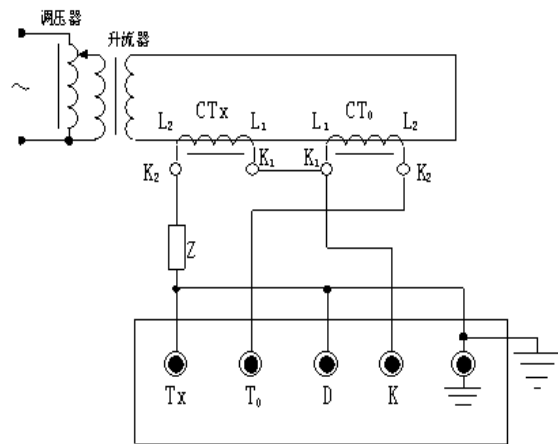 调压器
升流器
~
L₂ CTx L₁ L₁ CT₀ L₂
K₂ K₁ K₁ K₂
Z
Tx T₀ D K